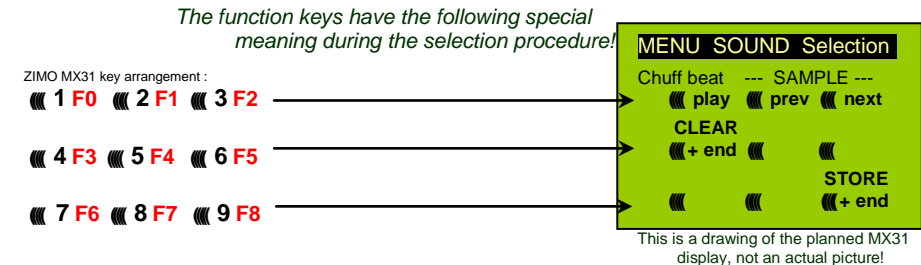 The function keys have the following special
meaning during the selection procedure!
ZIMO MX31 key arrangement :
1 F0 2 F1 3 F2
4 F3 5 F4 6 F5
7 F6 8 F7 9 F8
MENU SOUND Selection
Chuff beat --- SAMPLE ---
play prev next
CLEAR
+ end
STORE
+ end
This is a drawing of the planned MX31
display, not an actual picture!